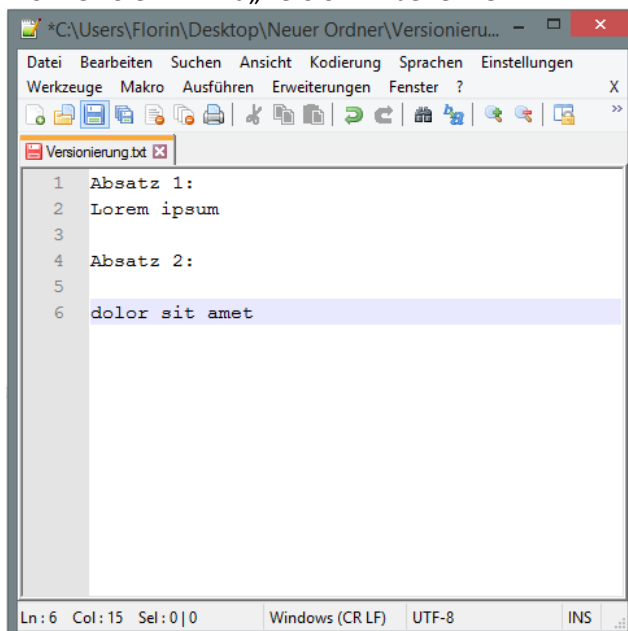 *C:\Users\Florin\Desktop\Neuer Ordner\Versionieru...
Datei Bearbeiten Suchen Ansicht Kodierung Sprachen Einstellungen
Werkzeuge Makro Ausführen Erweiterungen Fenster ? X
Versionierung.txt
1 Absatz 1:
2 Lorem ipsum
3
4 Absatz 2:
5
6 dolor sit amet
Ln : 6 Col : 15 Sel : 0 | 0 Windows (CR LF) UTF-8 INS